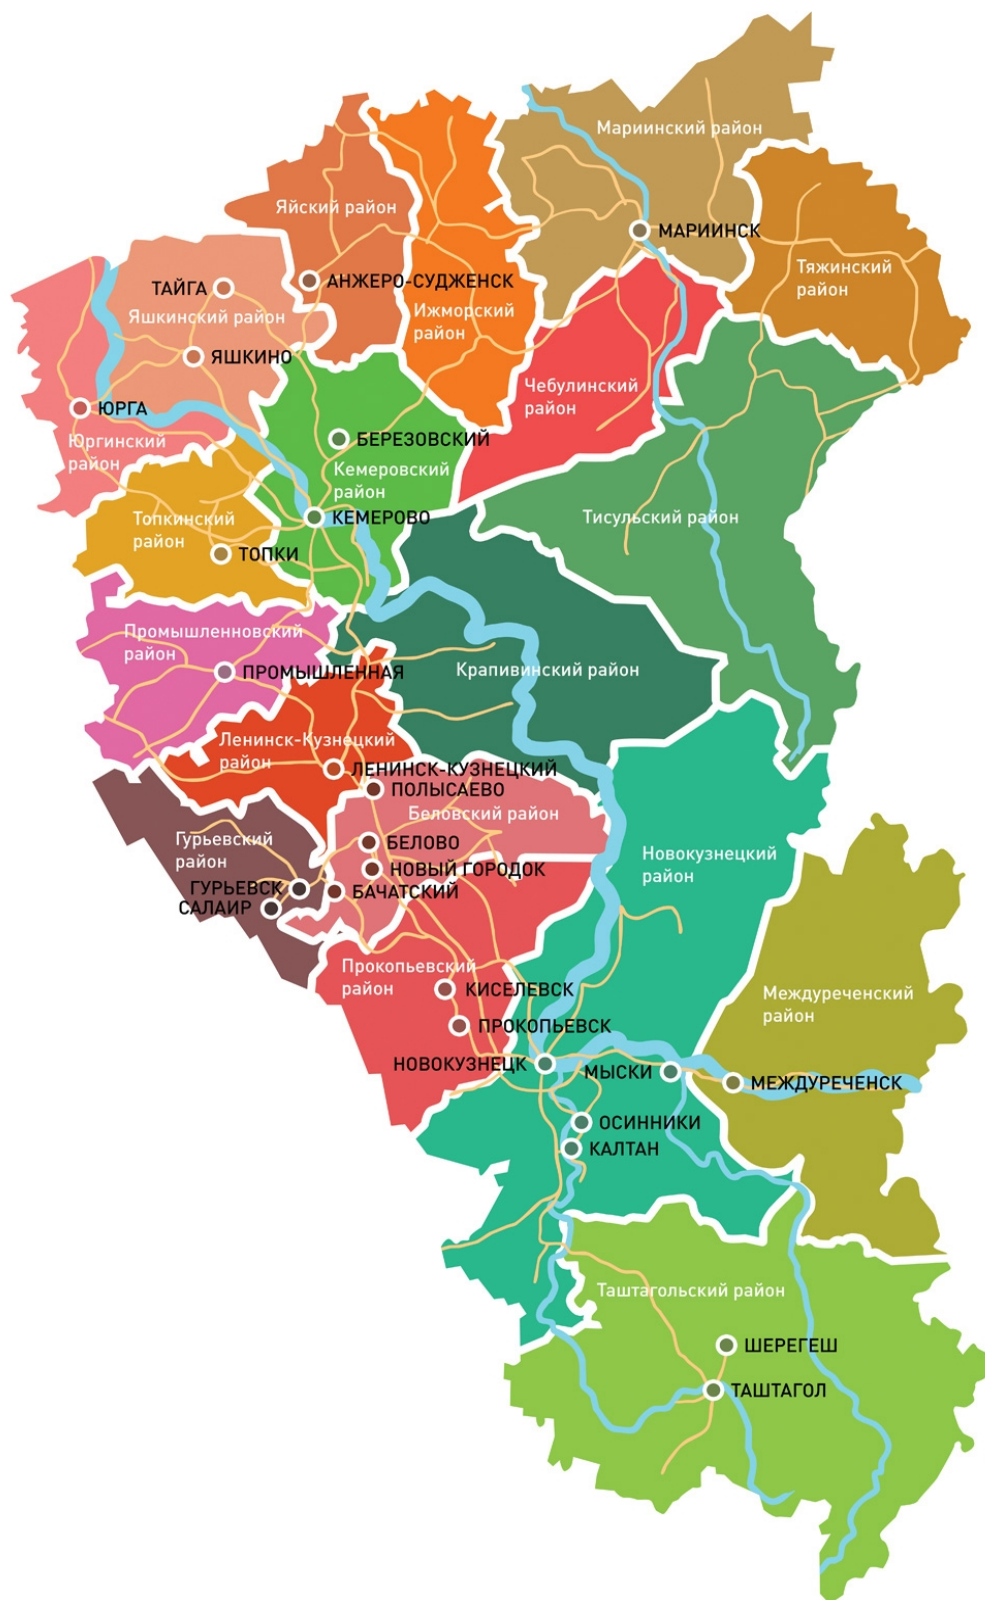 Мариинский район
Яйский район
МАРИИНСК
Тяжинский
район
АНЖЕРО-СУДЖЕНСК
ТАЙГА
Яшкинский район
Ижморский
район
ЯШКИНО
Чебулинский
район
ЮРГА
Юргинский
район
БЕРЕЗОВСКИЙ
Кемеровский
район
Топкинский
район
КЕМЕРОВО
Тисульский район
ТОПКИ
Промышленновский
район
ПРОМЫШЛЕННАЯ
Крапивинский район
Ленинск-Кузнецкий
район
ЛЕНИНСК-КУЗНЕЦКИЙ
ПОЛЫСАЕВО
Беловский район
Гурьевский
район
БЕЛОВО
Новокузнецкий
район
НОВЫЙ ГОРОДОК
ГУРЬЕВСК
БАЧАТСКИЙ
САЛАИР
Прокопьевский
район
КИСЕЛЕВСК
Междуреченский
район
ПРОКОПЬЕВСК
НОВОКУЗНЕЦК
МЫСКИ
МЕЖДУРЕЧЕНСК
ОСИННИКИ
КАЛТАН
Таштагольский район
ШЕРЕГЕШ
ТАШТАГОЛ